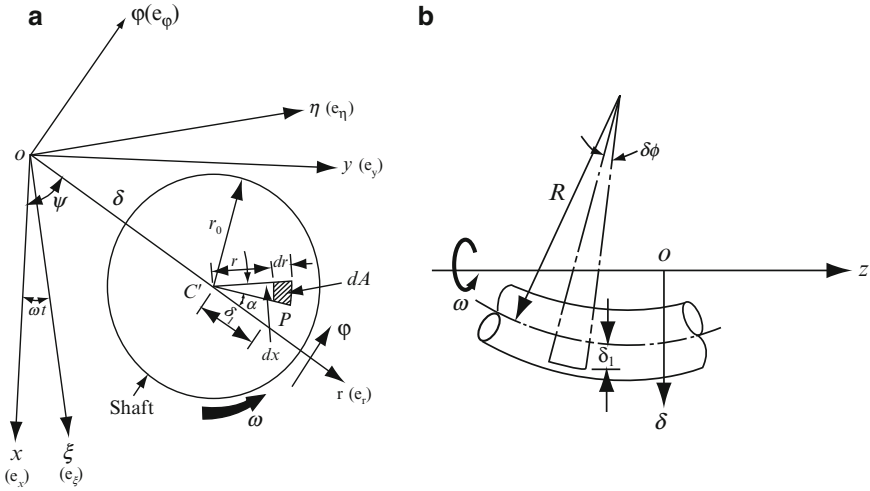 a
φ(e_φ)
η (e_η)
o
y (e_y)
ψ
δ
r_0
r
dr
dA
C'
α
P
δ_1
ωt
φ
dx
r (e_r)
Shaft
ω
x
(e_x)
ξ
(e_ξ)
b
δϕ
R
o
z
ω
δ_1
δ